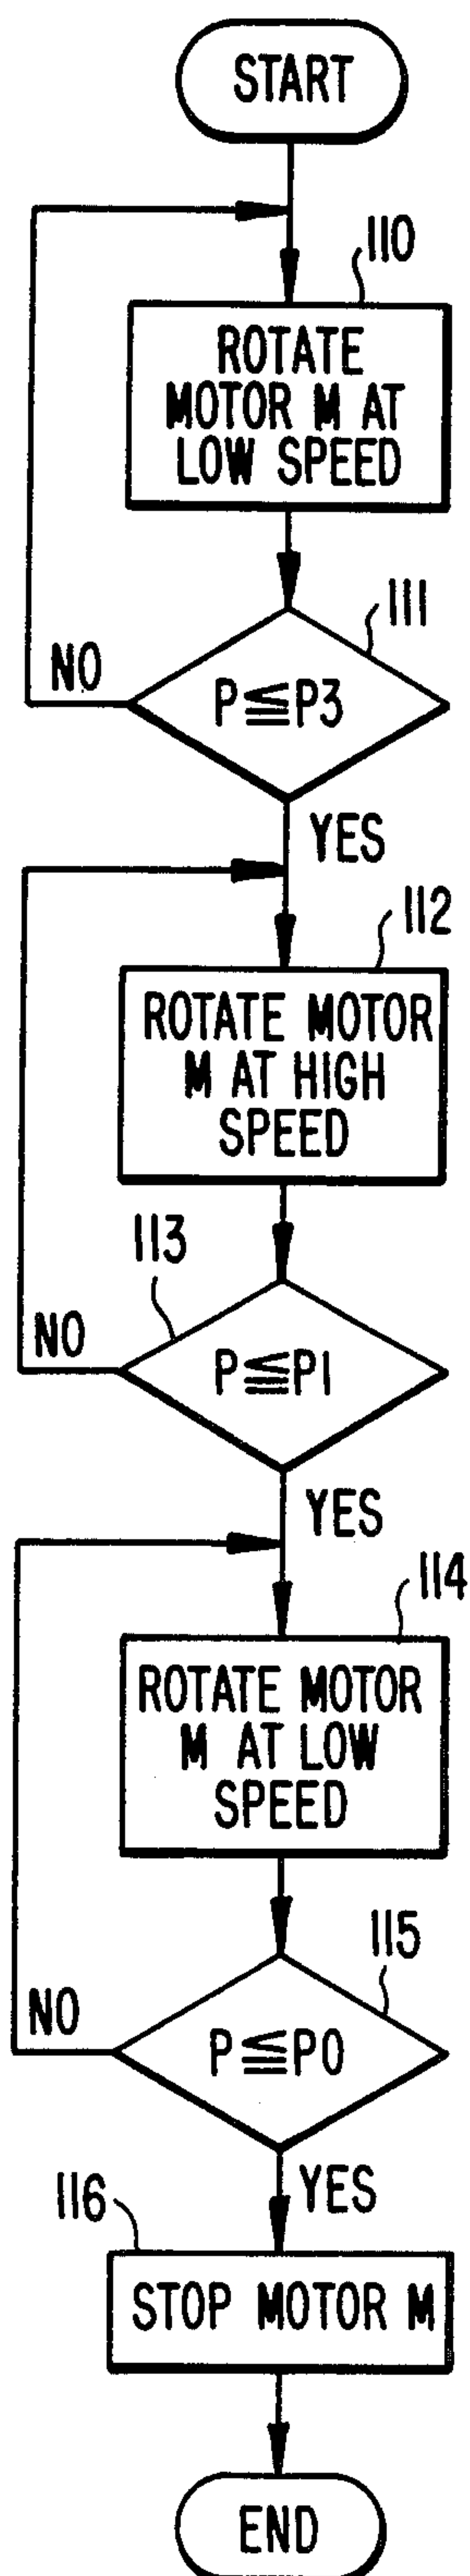 START
110
ROTATE
MOTOR M AT
LOW SPEED
111
P≦P3
NO
YES
112
ROTATE MOTOR
M AT HIGH
SPEED
113
P≦P1
NO
YES
114
ROTATE MOTOR
M AT LOW
SPEED
115
P≦P0
NO
YES
116
STOP MOTOR M
END